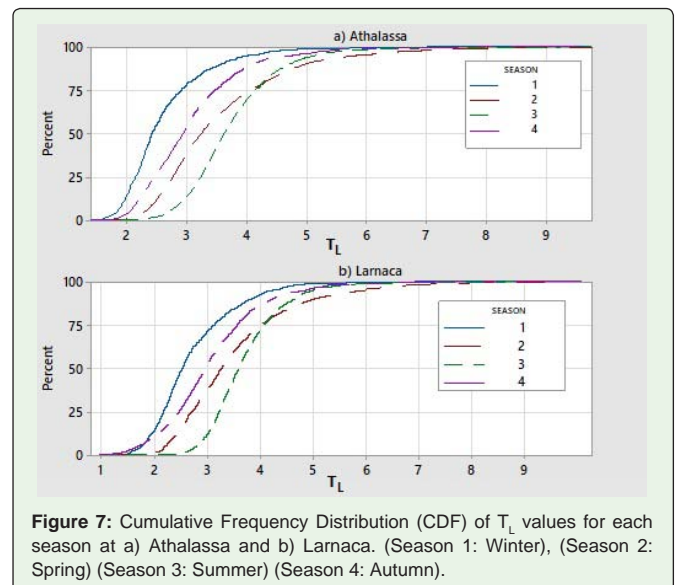 a) Athalassa
100
75
50
25
0
Percent
2 3 4 5 6 7 8 9
T_L
SEASON
1
2
3
4
b) Larnaca
100
75
50
25
0
Percent
1 2 3 4 5 6 7 8 9
T_L
SEASON
1
2
3
4
Figure 7: Cumulative Frequency Distribution (CDF) of T_L values for each
season at a) Athalassa and b) Larnaca. (Season 1: Winter), (Season 2:
Spring) (Season 3: Summer) (Season 4: Autumn).